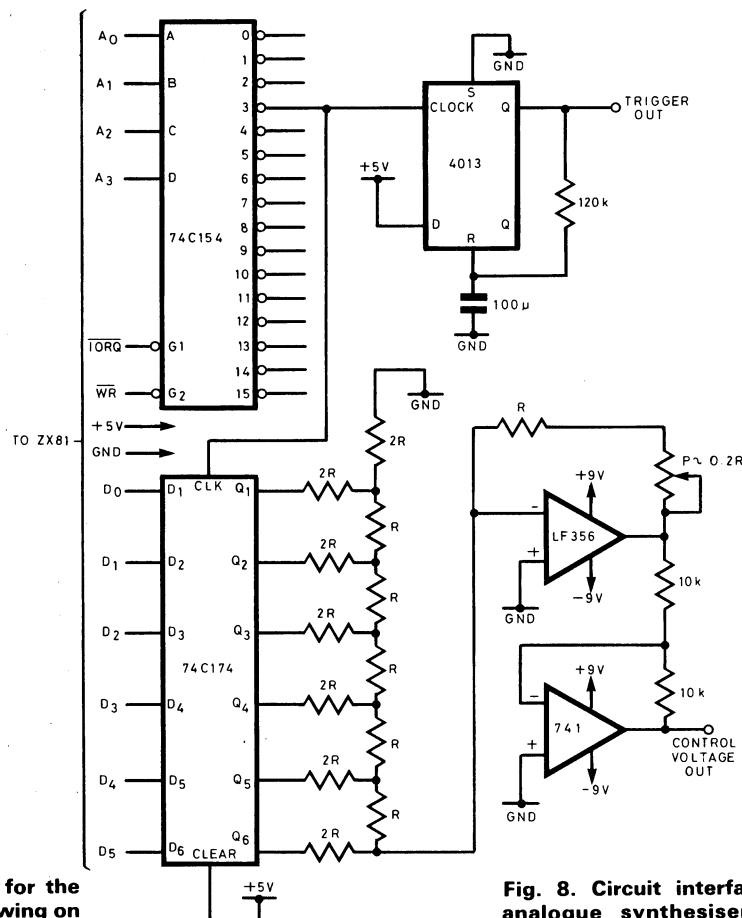 A0
A1
A2
A3
IORQ
WR
+5V
GND
TO ZX81
D0
D1
D2
D3
D4
D5
A
B
C
D
74C154
G1
G2
0
1
2
3
4
5
6
7
8
9
10
11
12
13
14
15
GND
S
CLOCK
Q
4013
D
Q
R
+5V
TRIGGER
OUT
120k
100µ
GND
CLK
D1
D2
D3
D4
D5
D6
74C174
CLEAR
Q1
Q2
Q3
Q4
Q5
Q6
+5V
2R
2R
2R
2R
2R
2R
GND
2R
R
R
R
R
R
R
P~ 0.2R
+9V
-
LF356
+
-9V
GND
10k
10k
+9V
-
741
+
-9V
GND
CONTROL
VOLTAGE
OUT
for the
wing on
Fig. 8. Circuit interfa
analogue synthesiser